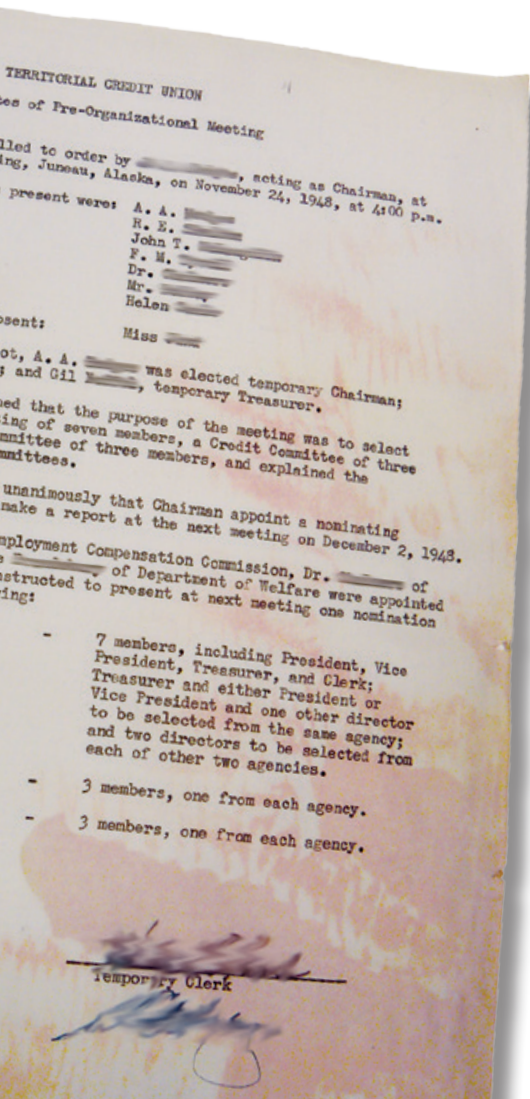 TERRITORIAL CREDIT UNION
tes of Pre-Organizational Meeting
lled to order by , acting as Chairman, at
ing, Juneau, Alaska, on November 24, 1948, at 4:00 p.m.
present were:
A. A.
R. E.
John T.
F. M.
Dr.
Mr.
Helen
sent:
Miss
ot, A. A. was elected temporary Chairman;
; and Gil , temporary Treasurer.
ned that the purpose of the meeting was to select
ing of seven members, a Credit Committee of three
mmittee of three members, and explained the
mmittees.
unanimously that Chairman appoint a nominating
make a report at the next meeting on December 2, 1948.
mployment Compensation Commission, Dr. of
e of Department of Welfare were appointed
nstructed to present at next meeting one nomination
ing:
- 7 members, including President, Vice
President, Treasurer, and Clerk;
Treasurer and either President or
Vice President and one other director
to be selected from the same agency;
and two directors to be selected from
each of other two agencies.
- 3 members, one from each agency.
- 3 members, one from each agency.
Temporary Clerk